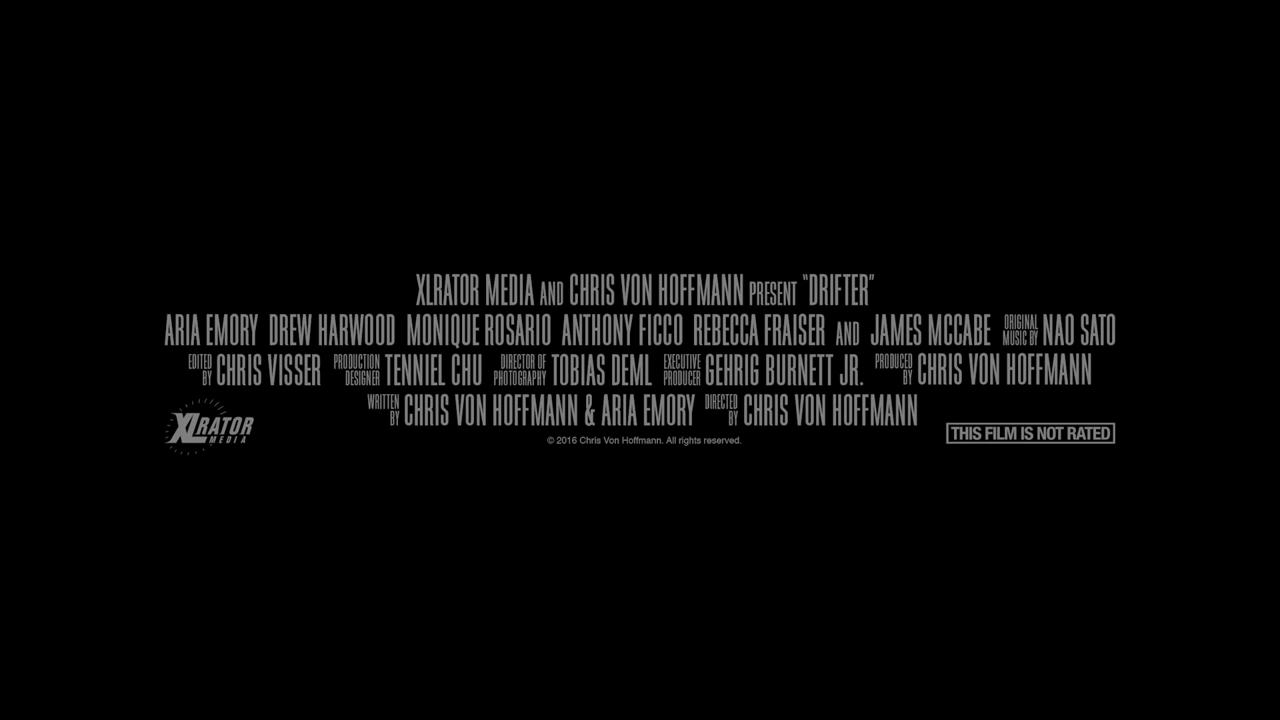 XLRATOR MEDIA AND CHRIS VON HOFFMANN PRESENT "DRIFTER"
ARIA EMORY DREW HARWOOD MONIQUE ROSARIO ANTHONY FICCO REBECCA FRAISER AND JAMES MCCABE ORIGINAL MUSIC BY NAO SATO
EDITED BY CHRIS VISSER PRODUCTION DESIGNER TENNIEL CHU DIRECTOR OF PHOTOGRAPHY TOBIAS DEML EXECUTIVE PRODUCER GEHRIG BURNETT JR. PRODUCED BY CHRIS VON HOFFMANN
WRITTEN BY CHRIS VON HOFFMANN & ARIA EMORY DIRECTED BY CHRIS VON HOFFMANN
XLRATOR
MEDIA
© 2016 Chris Von Hoffmann. All rights reserved.
THIS FILM IS NOT RATED